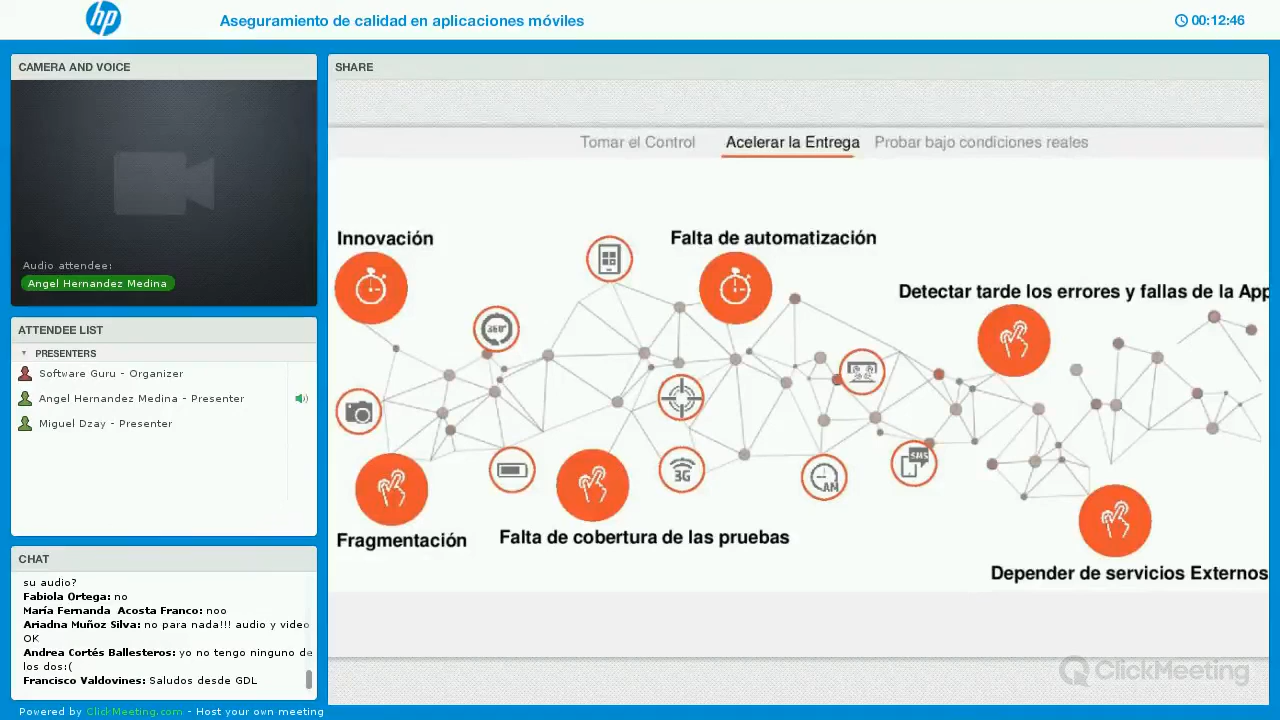 hp
Aseguramiento de calidad en aplicaciones móviles
00:12:46
CAMERA AND VOICE
Audio attendee:
Angel Hernandez Medina
ATTENDEE LIST
PRESENTERS
Software Guru - Organizer
Angel Hernandez Medina - Presenter
Miguel Dzay - Presenter
CHAT
su audio?
Fabiola Ortega: no
María Fernanda Acosta Franco: noo
Ariadna Muñoz Silva: no para nada!!! audio y video
OK
Andrea Cortés Ballesteros: yo no tengo ninguno de
los dos:(
Francisco Valdovines: Saludos desde GDL
Powered by ClickMeeting.com - Host your own meeting
SHARE
Tomar el Control
Acelerar la Entrega
Probar bajo condiciones reales
Innovación
Falta de automatización
Detectar tarde los errores y fallas de la App
360°
3G
AM
SMS
Fragmentación
Falta de cobertura de las pruebas
Depender de servicios Externos
ClickMeeting